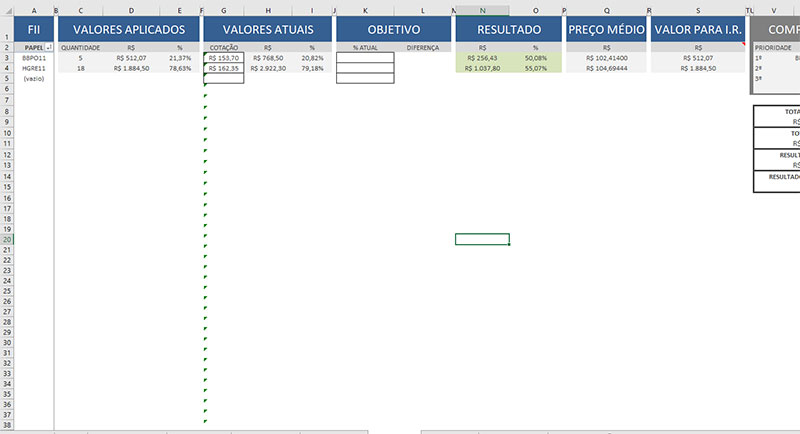 A B C D E F G H I J K L M N O P Q R S T U V
1 FII VALORES APLICADOS VALORES ATUAIS OBJETIVO RESULTADO PREÇO MÉDIO VALOR PARA I.R. COMP
2 PAPEL QUANTIDADE R$ % COTAÇÃO R$ % % ATUAL DIFERENÇA R$ % R$ R$ PRIORIDADE
3 BBPO11 5 R$ 512,07 21,37% R$ 153,70 R$ 768,50 20,82% R$ 256,43 50,08% R$ 102,41400 R$ 512,07 1º
4 HGRE11 18 R$ 1.884,50 78,63% R$ 162,35 R$ 2.922,30 79,18% R$ 1.037,80 55,07% R$ 104,69444 R$ 1.884,50 2º
5 (vazio) 3º
6
7
8 TOTA
9 R$
10 TO
11 R$
12 RESULT
13 R$
14 RESULTADO
15
16
17
18
19
20
21
22
23
24
25
26
27
28
29
30
31
32
33
34
35
36
37
38